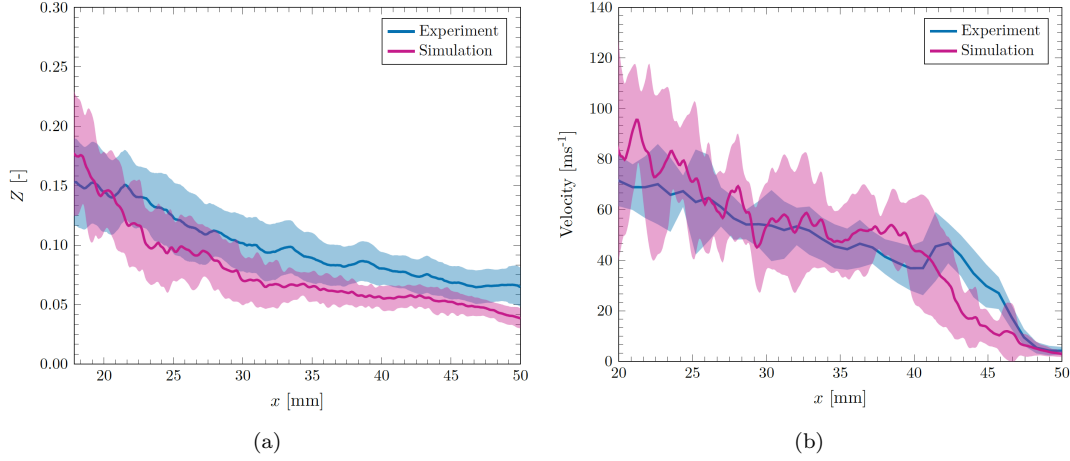 0.30
0.25
0.20
0.15
0.10
0.05
0.00
Z [-]
20 25 30 35 40 45 50
x [mm]
Experiment
Simulation
(a)
140
120
100
80
60
40
20
0
Velocity [ms-1]
20 25 30 35 40 45 50
x [mm]
Experiment
Simulation
(b)